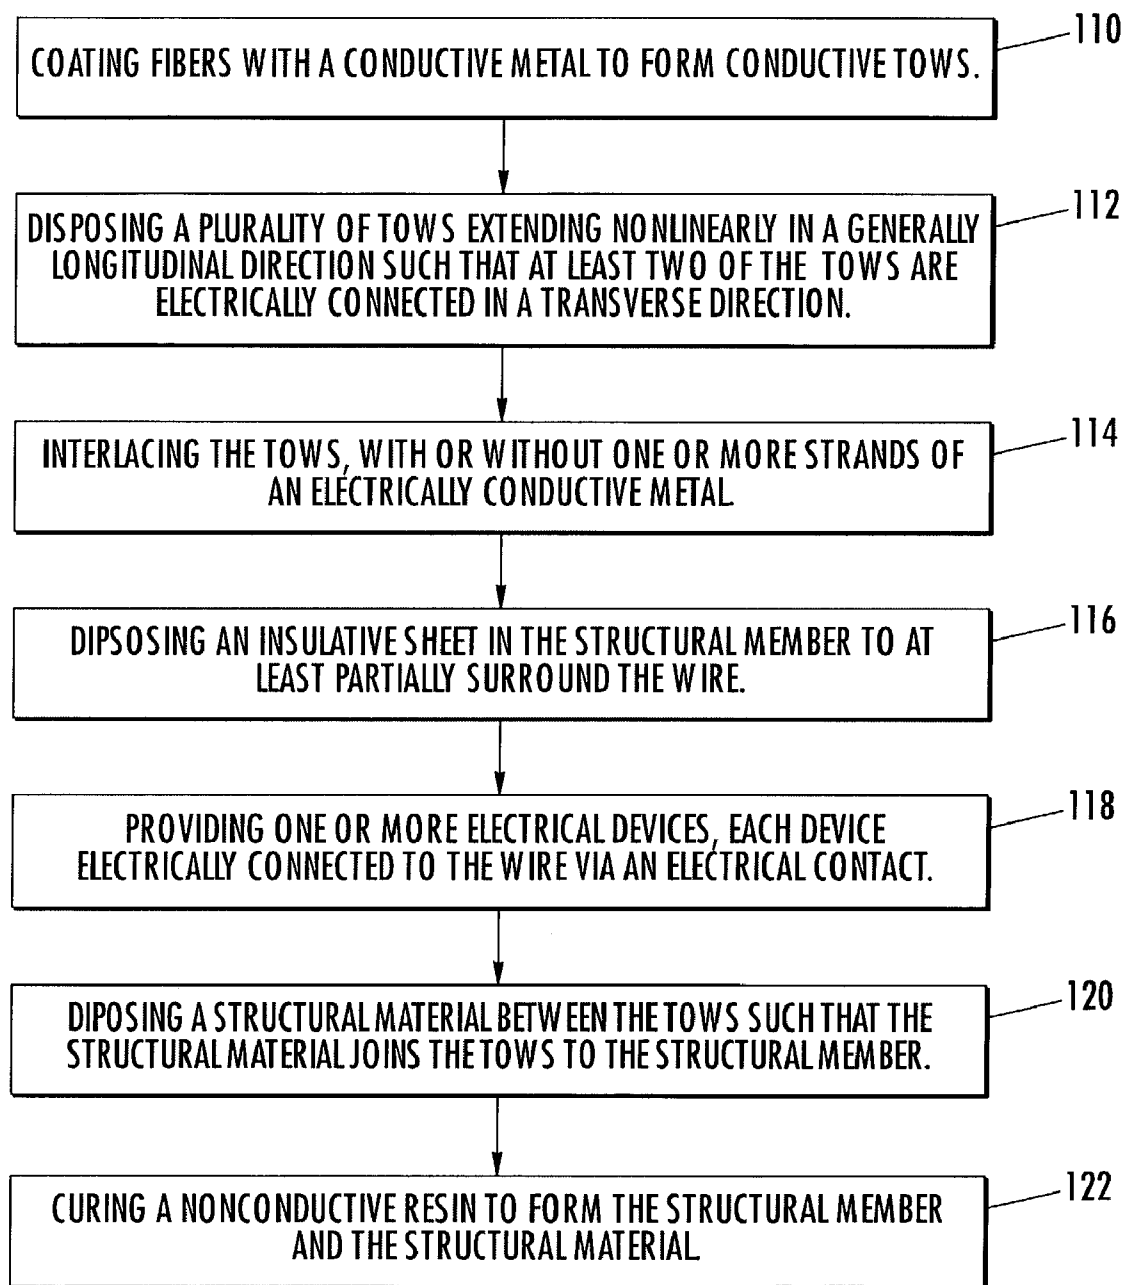 110
COATING FIBERS WITH A CONDUCTIVE METAL TO FORM CONDUCTIVE TOWS.
112
DISPOSING A PLURALITY OF TOWS EXTENDING NONLINEARLY IN A GENERALLY
LONGITUDINAL DIRECTION SUCH THAT AT LEAST TWO OF THE TOWS ARE
ELECTRICALLY CONNECTED IN A TRANSVERSE DIRECTION.
114
INTERLACING THE TOWS, WITH OR WITHOUT ONE OR MORE STRANDS OF
AN ELECTRICALLY CONDUCTIVE METAL.
116
DIPSOSING AN INSULATIVE SHEET IN THE STRUCTURAL MEMBER TO AT
LEAST PARTIALLY SURROUND THE WIRE.
118
PROVIDING ONE OR MORE ELECTRICAL DEVICES, EACH DEVICE
ELECTRICALLY CONNECTED TO THE WIRE VIA AN ELECTRICAL CONTACT.
120
DIPOSING A STRUCTURAL MATERIAL BETWEEN THE TOWS SUCH THAT THE
STRUCTURAL MATERIAL JOINS THE TOWS TO THE STRUCTURAL MEMBER.
122
CURING A NONCONDUCTIVE RESIN TO FORM THE STRUCTURAL MEMBER
AND THE STRUCTURAL MATERIAL.